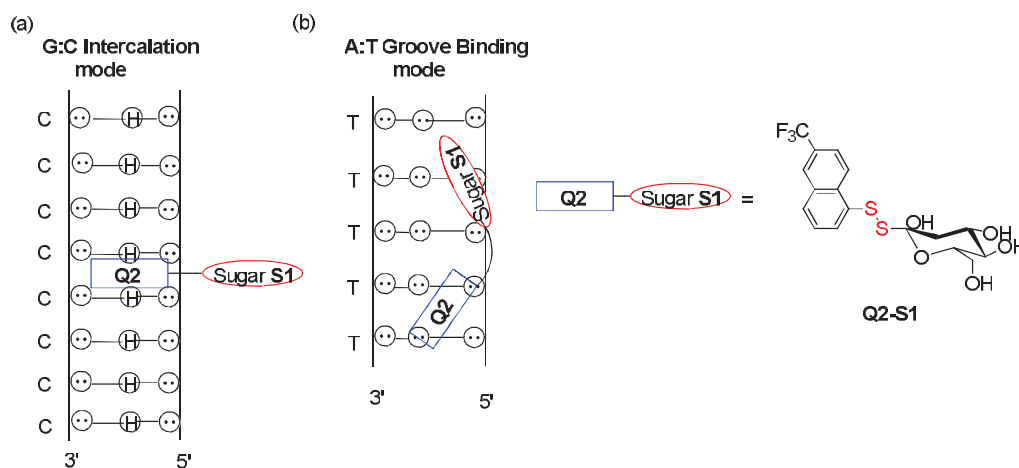 (a)
G:C Intercalation
mode
C
H
C
H
C
H
C
H
Q2
Sugar S1
C
H
C
H
C
H
C
H
3'
5'
(b)
A:T Groove Binding
mode
T
T
Sugar S1
T
T
Q2
T
3'
5'
Q2
Sugar S1
=
F3C
S
S
OH
O
OH
HO
OH
Q2-S1